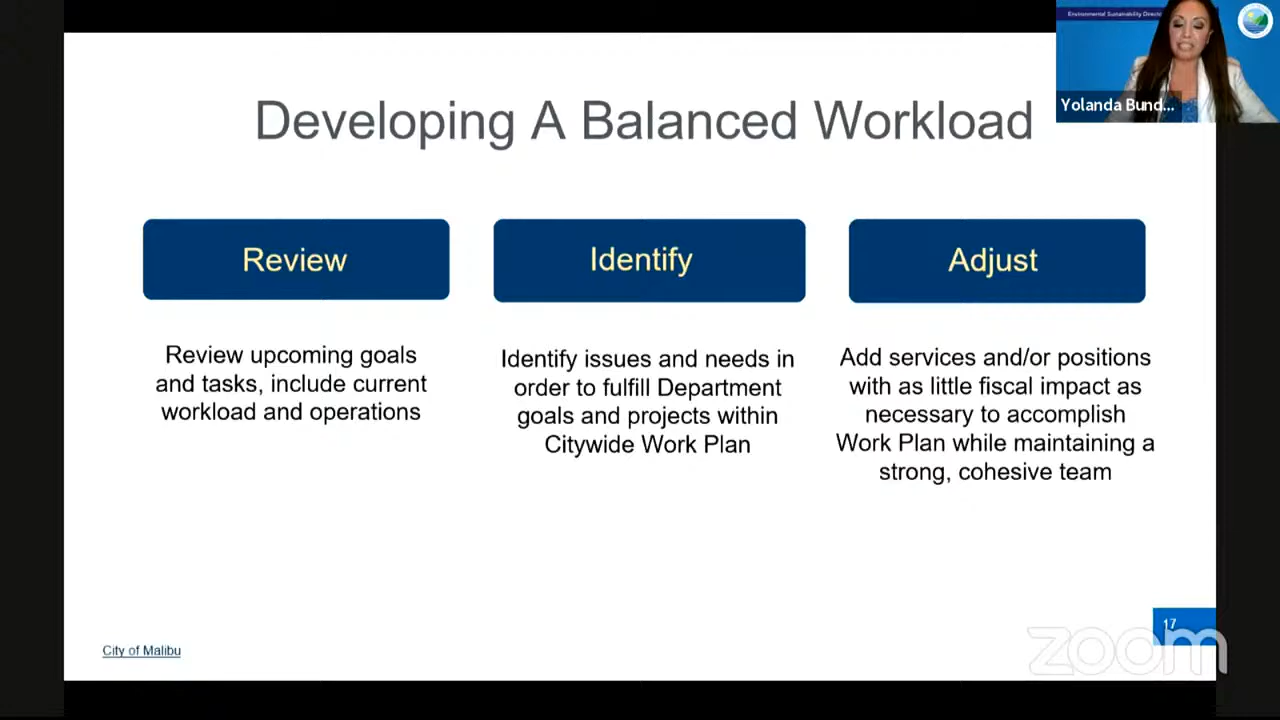 Environmental Sustainability Direct
Yolanda Bund...
Developing A Balanced Workload
Review
Review upcoming goals
and tasks, include current
workload and operations
Identify
Identify issues and needs in
order to fulfill Department
goals and projects within
Citywide Work Plan
Adjust
Add services and/or positions
with as little fiscal impact as
necessary to accomplish
Work Plan while maintaining a
strong, cohesive team
City of Malibu
17
zoom